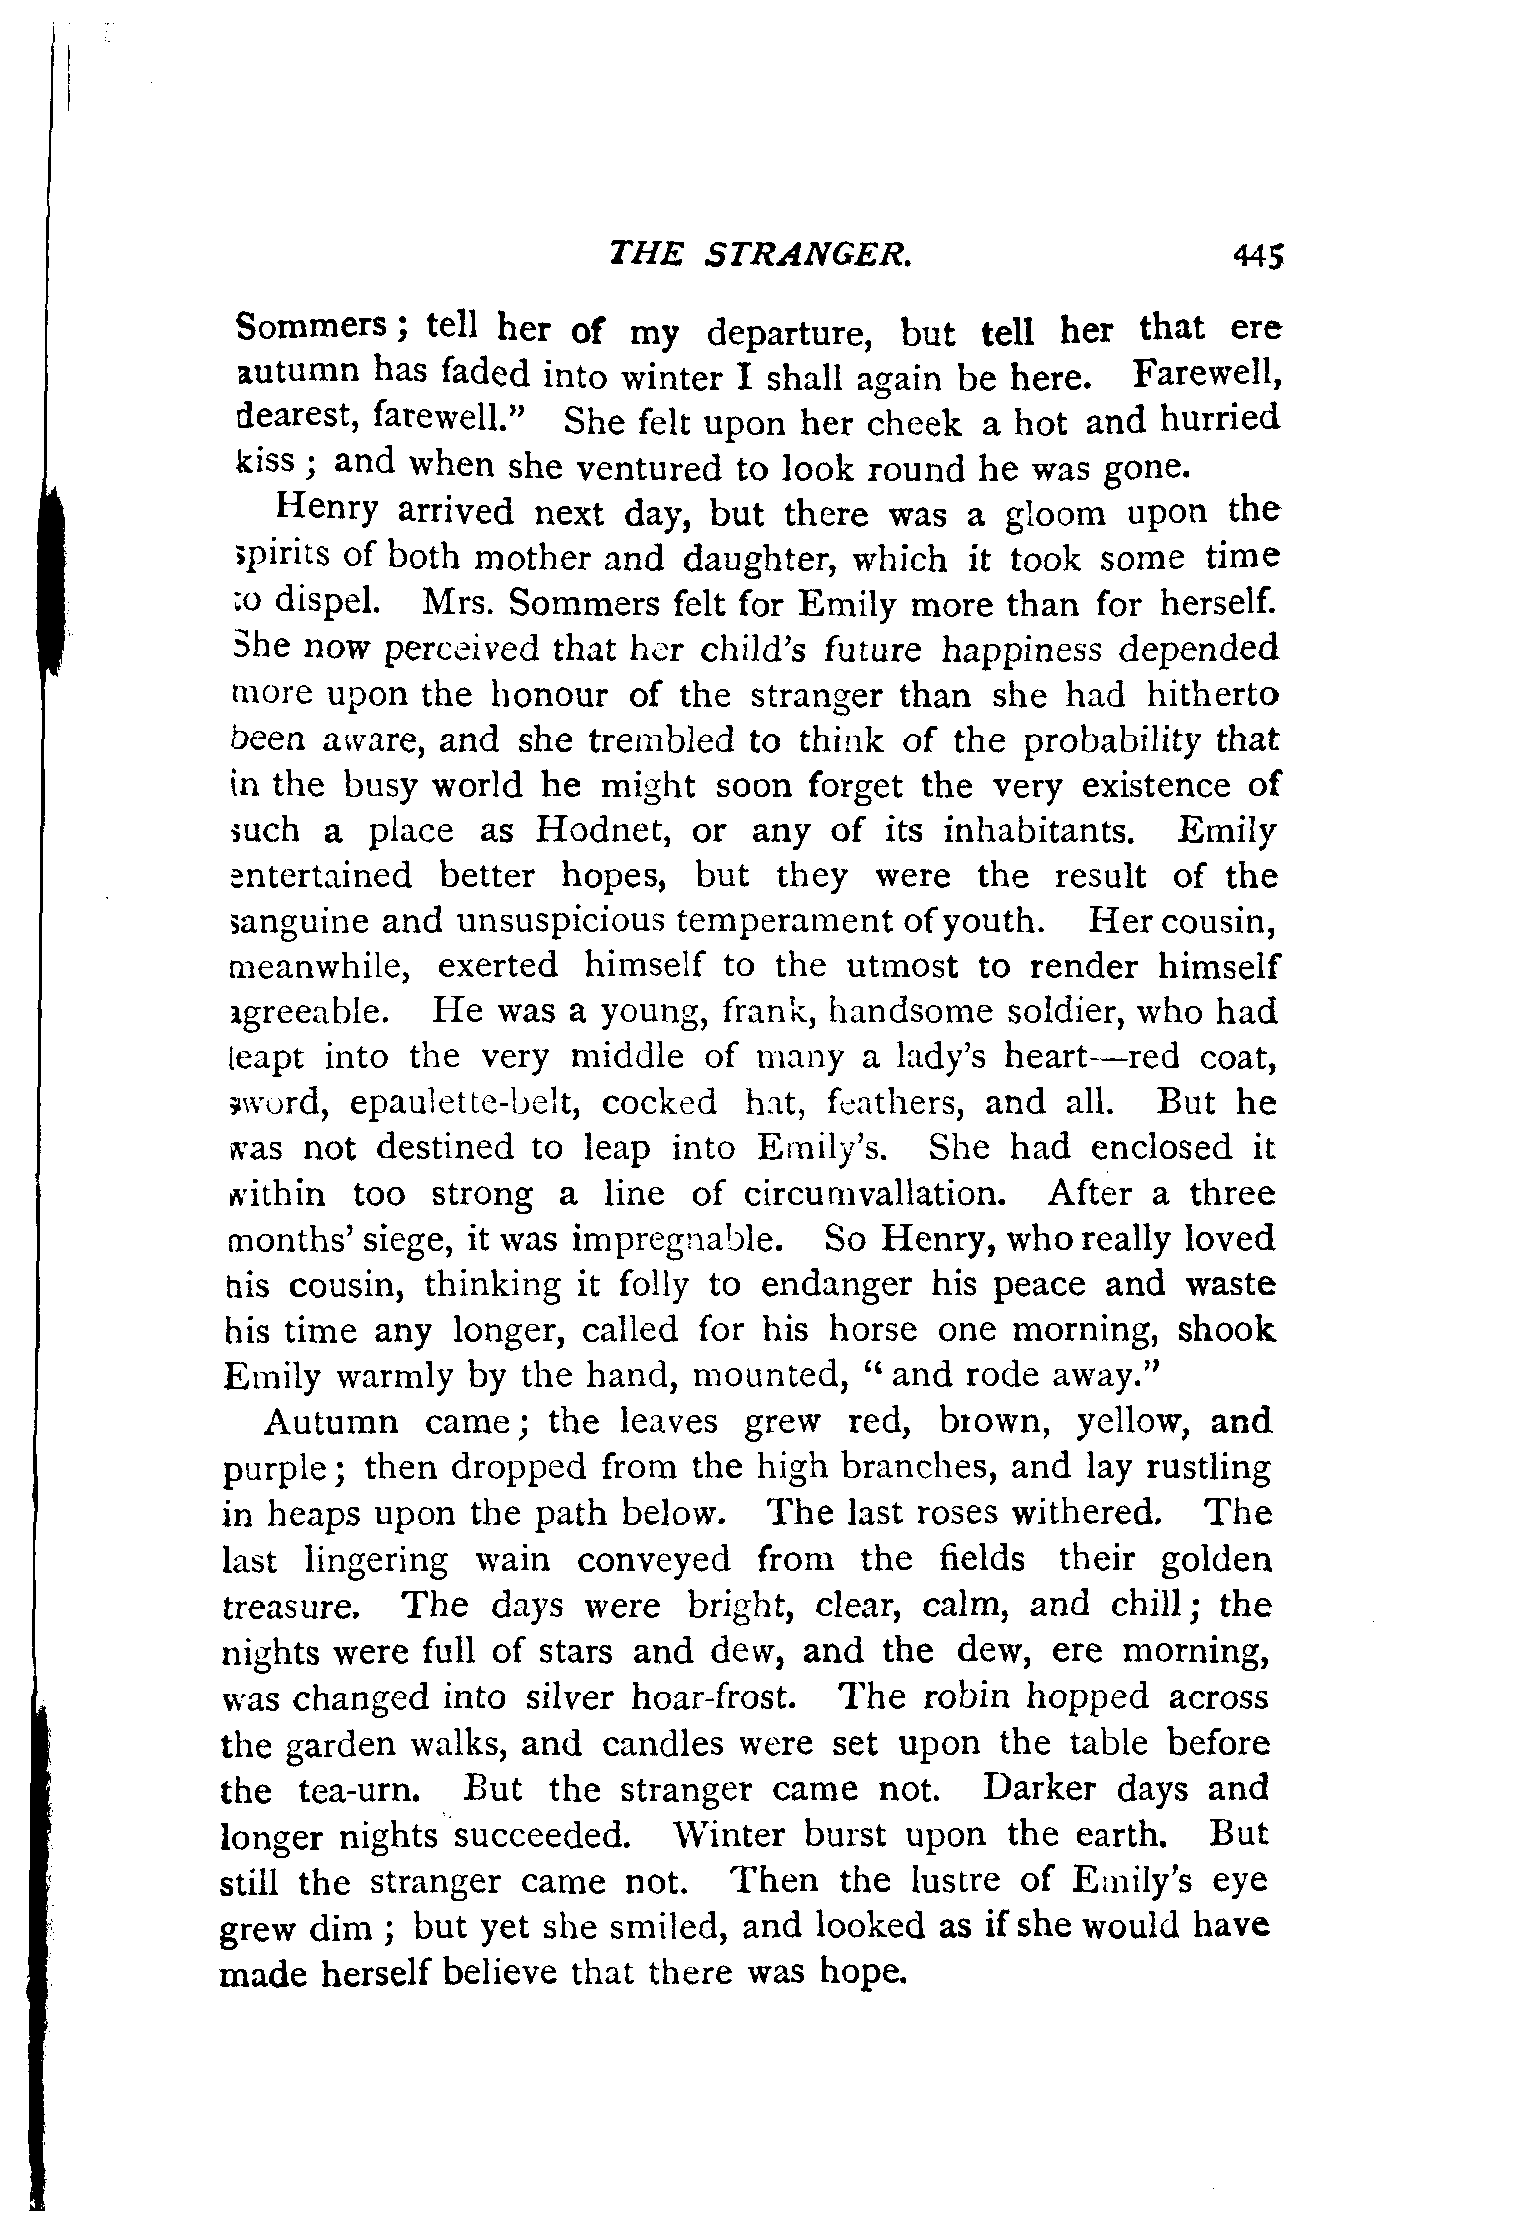 THE STRANGER. 445
Sommers ; tell her of my departure, but tell her that ere
autumn has faded into winter I shall again be here. Farewell,
dearest, farewell." She felt upon her cheek a hot and hurried
kiss ; and when she ventured to look round he was gone.
Henry arrived next day, but there was a gloom upon the
spirits of both mother and daughter, which it took some time
to dispel. Mrs. Sommers felt for Emily more than for herself.
She now perceived that her child's future happiness depended
more upon the honour of the stranger than she had hitherto
been aware, and she trembled to think of the probability that
in the busy world he might soon forget the very existence of
such a place as Hodnet, or any of its inhabitants. Emily
entertained better hopes, but they were the result of the
sanguine and unsuspicious temperament of youth. Her cousin,
meanwhile, exerted himself to the utmost to render himself
agreeable. He was a young, frank, handsome soldier, who had
leapt into the very middle of many a lady's heart—red coat,
sword, epaulette-belt, cocked hat, feathers, and all. But he
was not destined to leap into Emily's. She had enclosed it
within too strong a line of circumvallation. After a three
months' siege, it was impregnable. So Henry, who really loved
his cousin, thinking it folly to endanger his peace and waste
his time any longer, called for his horse one morning, shook
Emily warmly by the hand, mounted, "and rode away."
Autumn came ; the leaves grew red, brown, yellow, and
purple ; then dropped from the high branches, and lay rustling
in heaps upon the path below. The last roses withered. The
last lingering wain conveyed from the fields their golden
treasure. The days were bright, clear, calm, and chill ; the
nights were full of stars and dew, and the dew, ere morning,
was changed into silver hoar-frost. The robin hopped across
the garden walks, and candles were set upon the table before
the tea-urn. But the stranger came not. Darker days and
longer nights succeeded. Winter burst upon the earth. But
still the stranger came not. Then the lustre of Emily's eye
grew dim ; but yet she smiled, and looked as if she would have
made herself believe that there was hope.